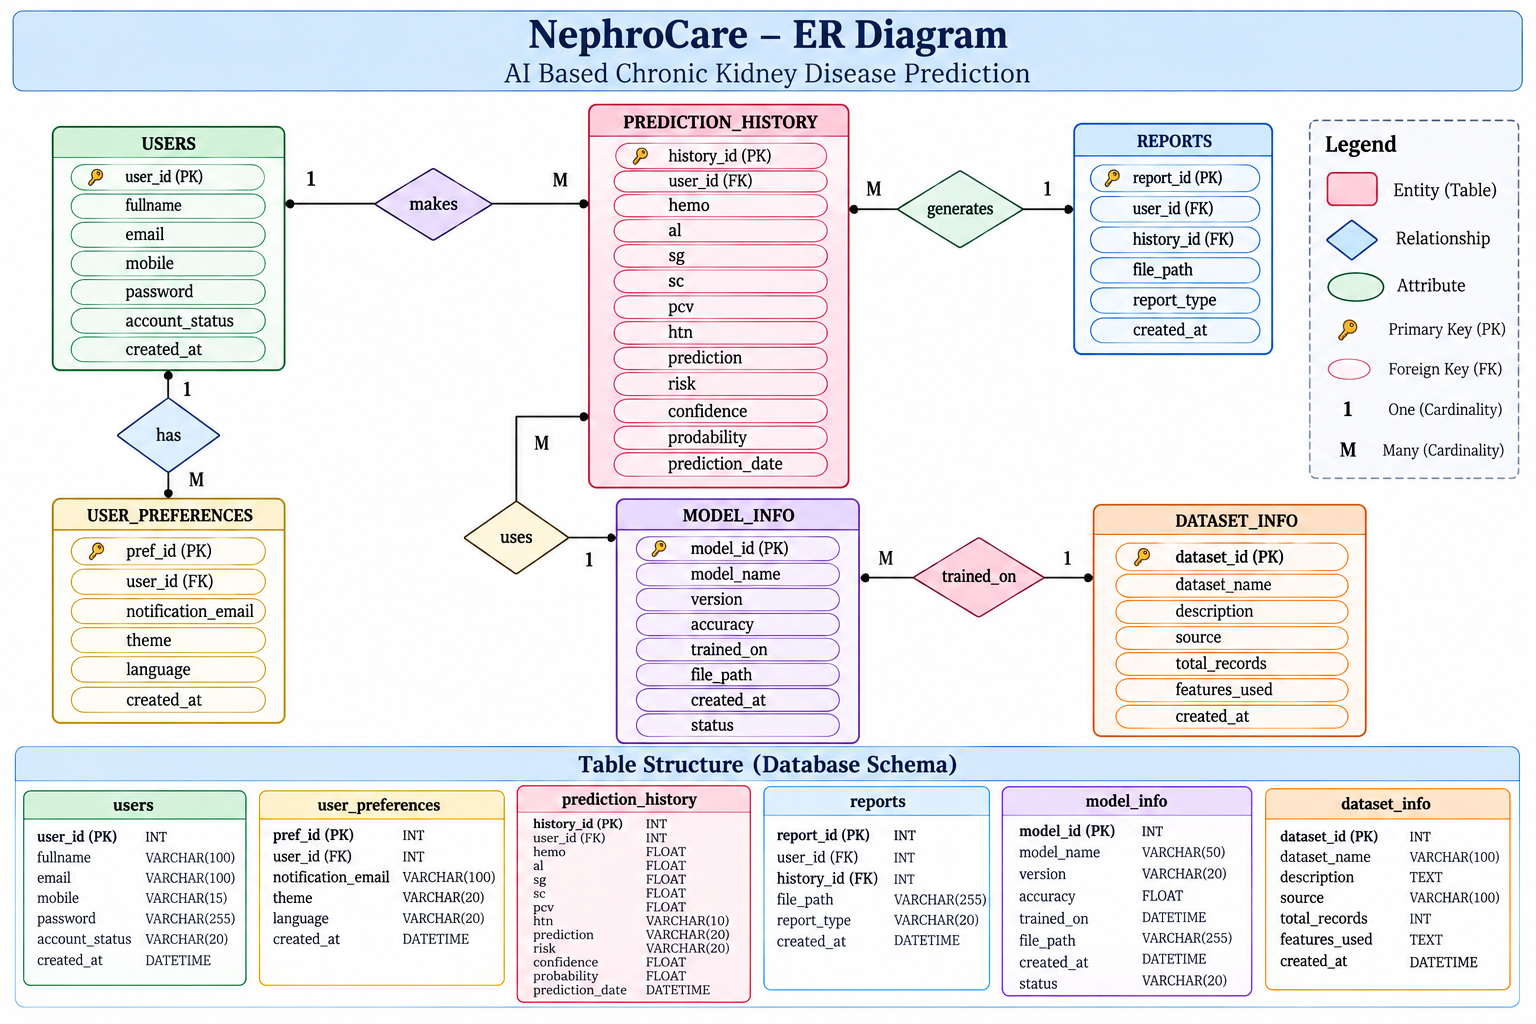 NephroCare – ER Diagram
AI Based Chronic Kidney Disease Prediction
USERS
user_id (PK)
fullname
email
mobile
password
account_status
created_at
1
makes
M
PREDICTION_HISTORY
history_id (PK)
user_id (FK)
hemo
al
sg
sc
pcv
htn
prediction
risk
confidence
prodability
prediction_date
M
generates
1
REPORTS
report_id (PK)
user_id (FK)
history_id (FK)
file_path
report_type
created_at
Legend
Entity (Table)
Relationship
Attribute
Primary Key (PK)
Foreign Key (FK)
1 One (Cardinality)
M Many (Cardinality)
1
has
M
USER_PREFERENCES
pref_id (PK)
user_id (FK)
notification_email
theme
language
created_at
M
uses
1
MODEL_INFO
model_id (PK)
model_name
version
accuracy
trained_on
file_path
created_at
status
M
trained_on
1
DATASET_INFO
dataset_id (PK)
dataset_name
description
source
total_records
features_used
created_at
Table Structure (Database Schema)
users
user_id (PK) INT
fullname VARCHAR(100)
email VARCHAR(100)
mobile VARCHAR(15)
password VARCHAR(255)
account_status VARCHAR(20)
created_at DATETIME
user_preferences
pref_id (PK) INT
user_id (FK) INT
notification_email VARCHAR(100)
theme VARCHAR(20)
language VARCHAR(20)
created_at DATETIME
prediction_history
history_id (PK) INT
user_id (FK) INT
hemo FLOAT
al FLOAT
sg FLOAT
sc FLOAT
pcv FLOAT
htn VARCHAR(10)
prediction VARCHAR(20)
risk VARCHAR(20)
confidence FLOAT
probability FLOAT
prediction_date DATETIME
reports
report_id (PK) INT
user_id (FK) INT
history_id (FK) INT
file_path VARCHAR(255)
report_type VARCHAR(20)
created_at DATETIME
model_info
model_id (PK) INT
model_name VARCHAR(50)
version VARCHAR(20)
accuracy FLOAT
trained_on DATETIME
file_path VARCHAR(255)
created_at DATETIME
status VARCHAR(20)
dataset_info
dataset_id (PK) INT
dataset_name VARCHAR(100)
description TEXT
source VARCHAR(100)
total_records INT
features_used TEXT
created_at DATETIME